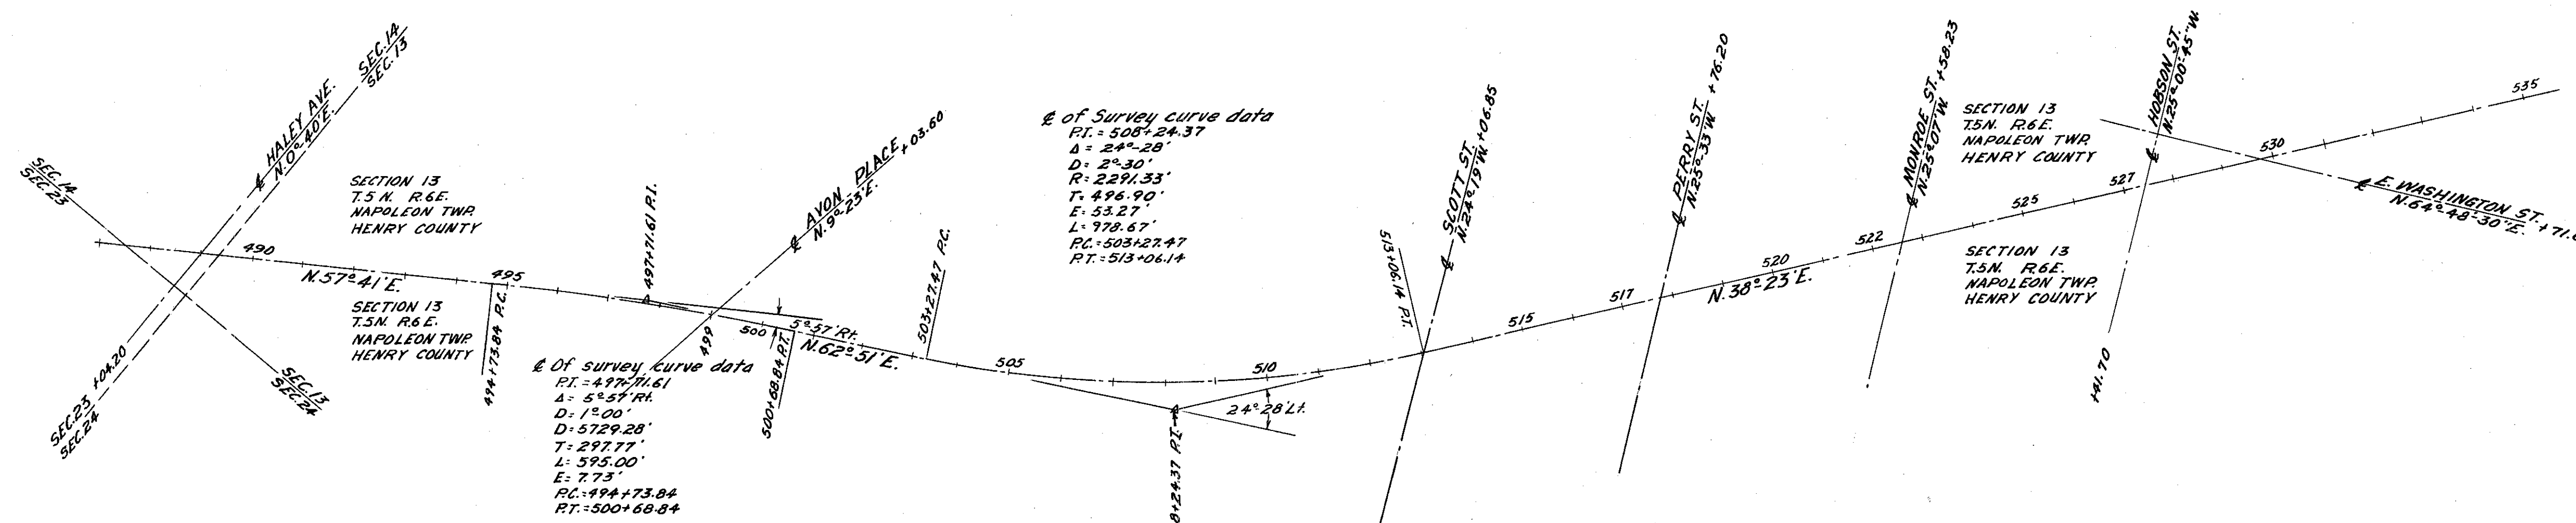 SEC. 14
SEC. 23
℄ HALEY AVE.
N. 0°-40' E.
SEC. 14
SEC. 13
SECTION 13
T. 5 N. R. 6 E.
NAPOLEON TWP.
HENRY COUNTY
490
N. 57°-41' E.
SECTION 13
T. 5 N. R. 6 E.
NAPOLEON TWP.
HENRY COUNTY
SEC. 23 +04.20
SEC. 24
SEC. 13
SEC. 24
495
494+73.84 P.C.
497+71.61 P.I.
℄ AVON PLACE +03.60
N. 9°-23' E.
499
500
5°-57' Rt.
500+68.84 P.T.
N. 62°-51' E.
503+27.47 P.C.
℄ Of survey curve data
P.T. = 497+71.61
Δ = 5°-57' Rt.
D = 1°-00'
D = 5729.28'
T = 297.77'
L = 595.00'
E = 7.73'
P.C. = 494+73.84
P.T. = 500+68.84
℄ of Survey curve data
P.T. = 508+24.37
Δ = 24°-28'
D = 2°-30'
R = 2291.33'
T = 496.90'
E = 53.27'
L = 978.67'
P.C. = 503+27.47
P.T. = 513+06.14
505
510
24°-28' Lt.
8+24.37 P.I.
513+06.14 P.T.
℄ SCOTT ST.
N. 24°-19' W. +06.85
515
517
℄ PERRY ST. +76.20
N. 25°-33' W.
520
N. 38°-23' E.
522
℄ MONROE ST. +58.23
N. 25°-07' W.
SECTION 13
T. 5 N. R. 6 E.
NAPOLEON TWP.
HENRY COUNTY
525
527
SECTION 13
T. 5 N. R. 6 E.
NAPOLEON TWP.
HENRY COUNTY
℄ HOBSON ST.
N. 25°-00'-45" W.
+41.70
530
535
℄ E. WASHINGTON ST.
N. 64°-48'-30" E. +71.